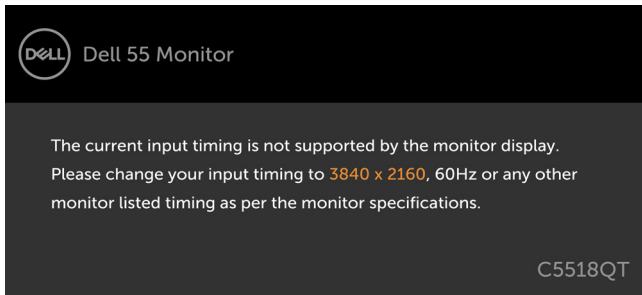 DELL
Dell 55 Monitor
The current input timing is not supported by the monitor display.
Please change your input timing to 3840 x 2160, 60Hz or any other
monitor listed timing as per the monitor specifications.
C5518QT